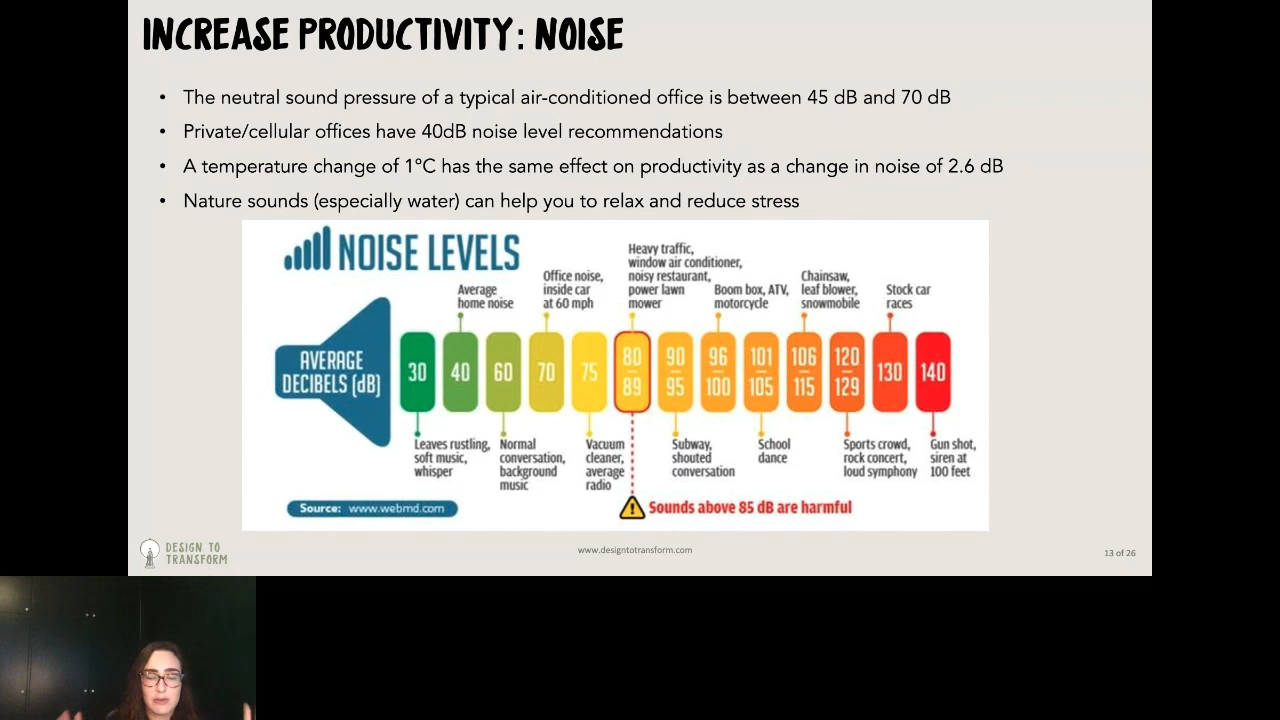 INCREASE PRODUCTIVITY: NOISE
• The neutral sound pressure of a typical air-conditioned office is between 45 dB and 70 dB
• Private/cellular offices have 40dB noise level recommendations
• A temperature change of 1°C has the same effect on productivity as a change in noise of 2.6 dB
• Nature sounds (especially water) can help you to relax and reduce stress
NOISE LEVELS
Average
home noise
Office noise,
inside car
at 60 mph
Heavy traffic,
window air conditioner,
noisy restaurant,
power lawn
mower
Boom box, ATV,
motorcycle
Chainsaw,
leaf blower,
snowmobile
Stock car
races
AVERAGE
DECIBELS (dB)
30
40
60
70
75
80
89
90
95
96
100
101
105
106
115
120
129
130
140
Leaves rustling,
soft music,
whisper
Normal
conversation,
background
music
Vacuum
cleaner,
average
radio
Subway,
shouted
conversation
School
dance
Sports crowd,
rock concert,
loud symphony
Gun shot,
siren at
100 feet
Source: www.webmd.com
Sounds above 85 dB are harmful
DESIGN TO
TRANSFORM
www.designtotransform.com
13 of 26